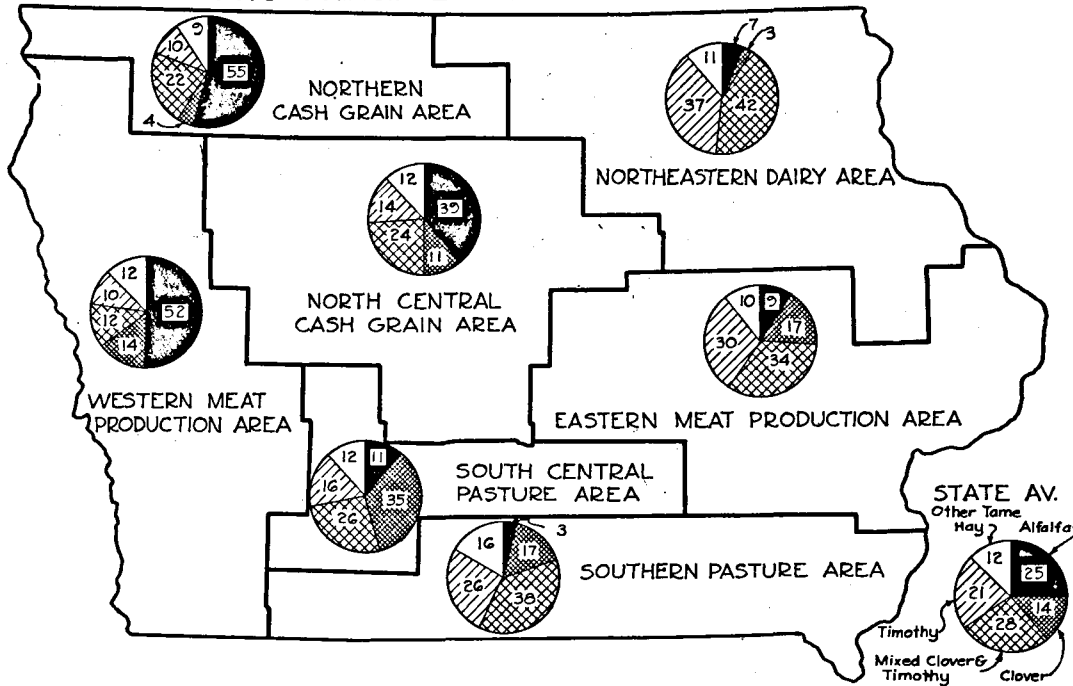 9
10
55
22
4
NORTHERN
CASH GRAIN AREA
7
3
11
37
42
NORTHEASTERN DAIRY AREA
12
14
39
24
11
NORTH CENTRAL
CASH GRAIN AREA
12
10
52
12
14
WESTERN MEAT
PRODUCTION AREA
10
9
17
30
34
EASTERN MEAT PRODUCTION AREA
12
11
16
35
26
SOUTH CENTRAL
PASTURE AREA
3
16
17
26
38
SOUTHERN PASTURE AREA
STATE AV.
Other Tame
Hay
Alfalfa
12
25
21
14
28
Timothy
Mixed Clover &
Timothy
Clover